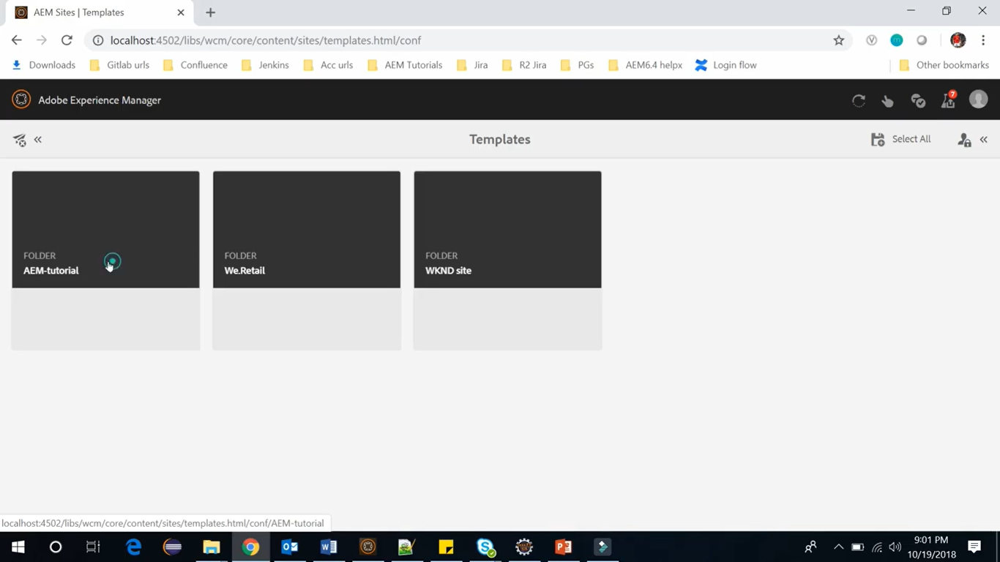 AEM Sites | Templates
localhost:4502/libs/wcm/core/content/sites/templates.html/conf
Downloads Gitlab urls Confluence Jenkins Acc urls AEM Tutorials Jira R2 Jira PGs AEM6.4 helpx Login flow Other bookmarks
Adobe Experience Manager
7
Templates
Select All
FOLDER
AEM-tutorial
FOLDER
We.Retail
FOLDER
WKND site
localhost:4502/libs/wcm/core/content/sites/templates.html/conf/AEM-tutorial
9:01 PM
10/19/2018